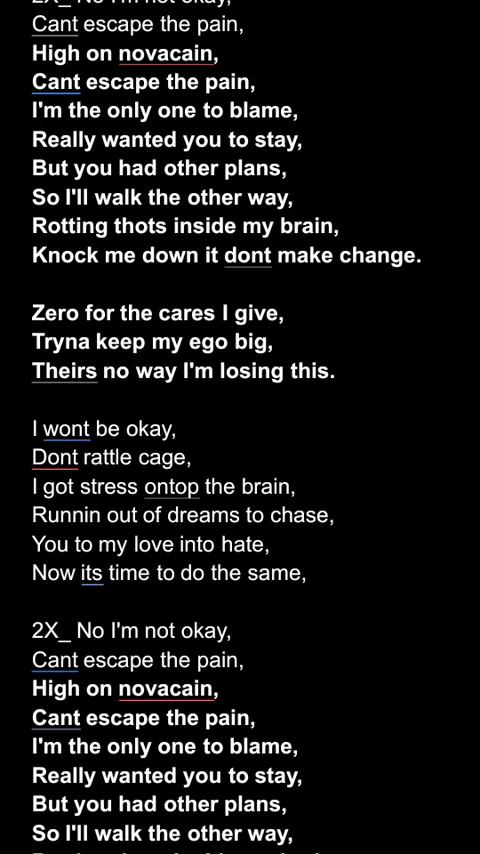 2X_ No I'm not okay,
Cant escape the pain,
High on novacain,
Cant escape the pain,
I'm the only one to blame,
Really wanted you to stay,
But you had other plans,
So I'll walk the other way,
Rotting thots inside my brain,
Knock me down it dont make change.
Zero for the cares I give,
Tryna keep my ego big,
Theirs no way I'm losing this.
I wont be okay,
Dont rattle cage,
I got stress ontop the brain,
Runnin out of dreams to chase,
You to my love into hate,
Now its time to do the same,
2X_ No I'm not okay,
Cant escape the pain,
High on novacain,
Cant escape the pain,
I'm the only one to blame,
Really wanted you to stay,
But you had other plans,
So I'll walk the other way,